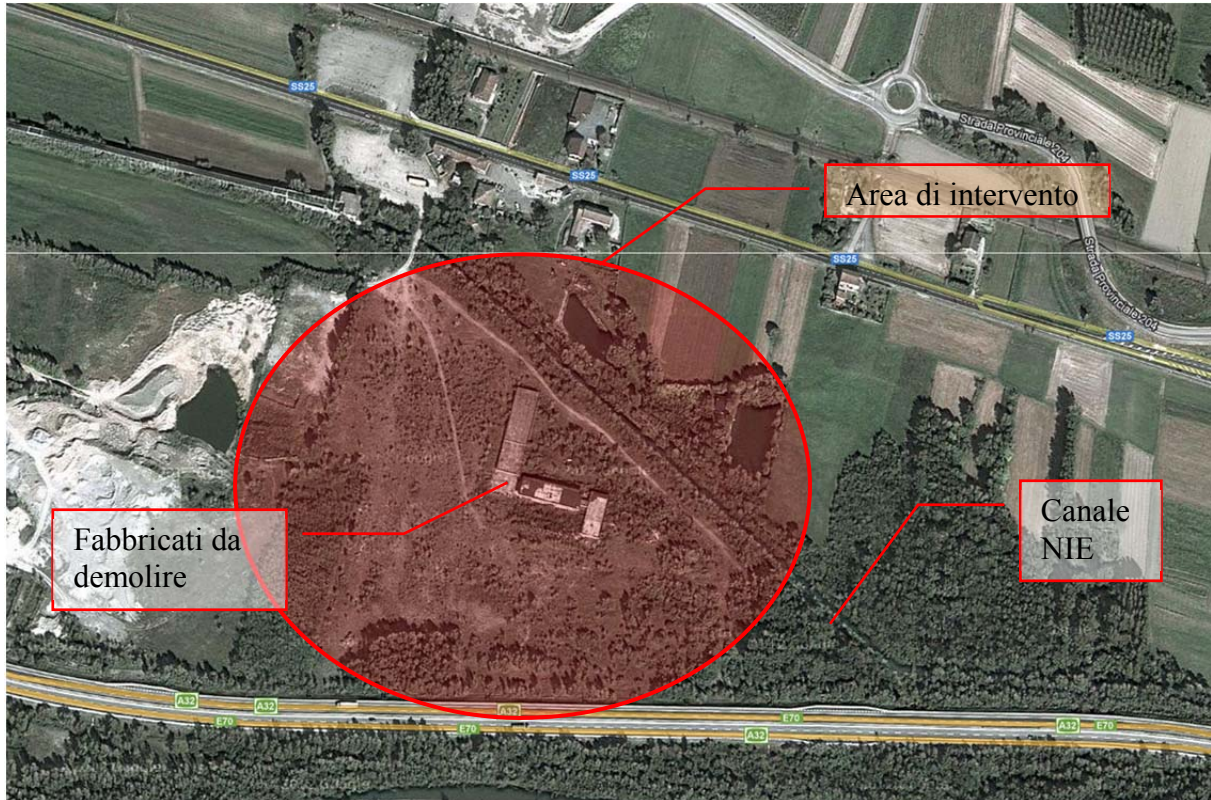 SS25
Strada Provinciale 204
SS25
Area di intervento
Strada Provinciale 204
SS25
SS25
Fabbricati da
demolire
Canale
NIE
A32
A32
A32
E70
A32
E70
E70
E70
A32